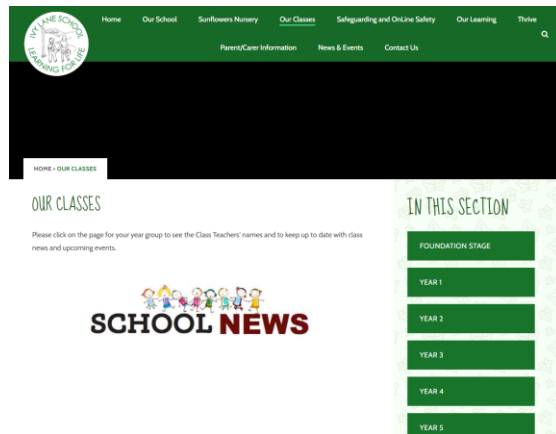 IVY LANE SCHOOL
LEARNING FOR LIFE
Home Our School Sunflowers Nursery Our Classes Safeguarding and OnLine Safety Our Learning Thrive
Parent/Carer Information News & Events Contact Us
HOME » OUR CLASSES
OUR CLASSES
Please click on the page for your year group to see the Class Teachers' names and to keep up to date with class
news and upcoming events.
SCHOOL NEWS
IN THIS SECTION
FOUNDATION STAGE
YEAR 1
YEAR 2
YEAR 3
YEAR 4
YEAR 5